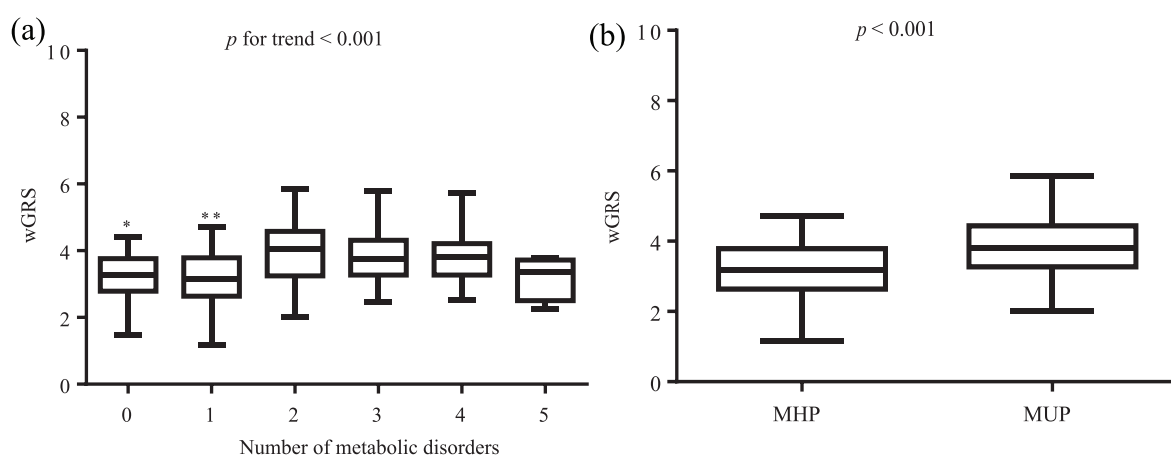 (a)
p for trend < 0.001
10
8
6
4
2
0
wGRS
*
**
0 1 2 3 4 5
Number of metabolic disorders
(b)
p < 0.001
10
8
6
4
2
0
wGRS
MHP MUP